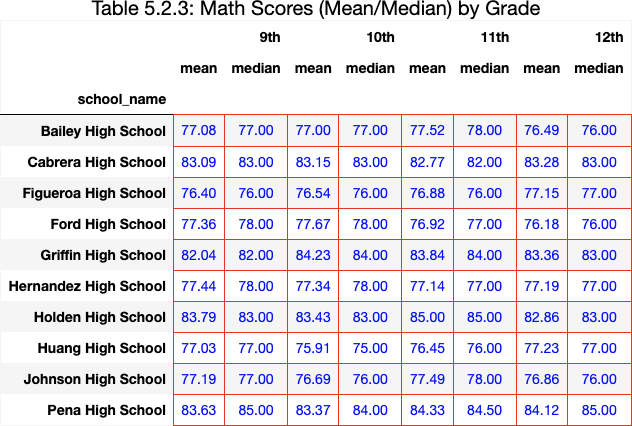 Table 5.2.3: Math Scores (Mean/Median) by Grade
9th 10th 11th 12th
mean median mean median mean median mean median
school_name
Bailey High School 77.08 77.00 77.00 77.00 77.52 78.00 76.49 76.00
Cabrera High School 83.09 83.00 83.15 83.00 82.77 82.00 83.28 83.00
Figueroa High School 76.40 76.00 76.54 76.00 76.88 76.00 77.15 77.00
Ford High School 77.36 78.00 77.67 78.00 76.92 77.00 76.18 76.00
Griffin High School 82.04 82.00 84.23 84.00 83.84 84.00 83.36 83.00
Hernandez High School 77.44 78.00 77.34 78.00 77.14 77.00 77.19 77.00
Holden High School 83.79 83.00 83.43 83.00 85.00 85.00 82.86 83.00
Huang High School 77.03 77.00 75.91 75.00 76.45 76.00 77.23 77.00
Johnson High School 77.19 77.00 76.69 76.00 77.49 78.00 76.86 76.00
Pena High School 83.63 85.00 83.37 84.00 84.33 84.50 84.12 85.00